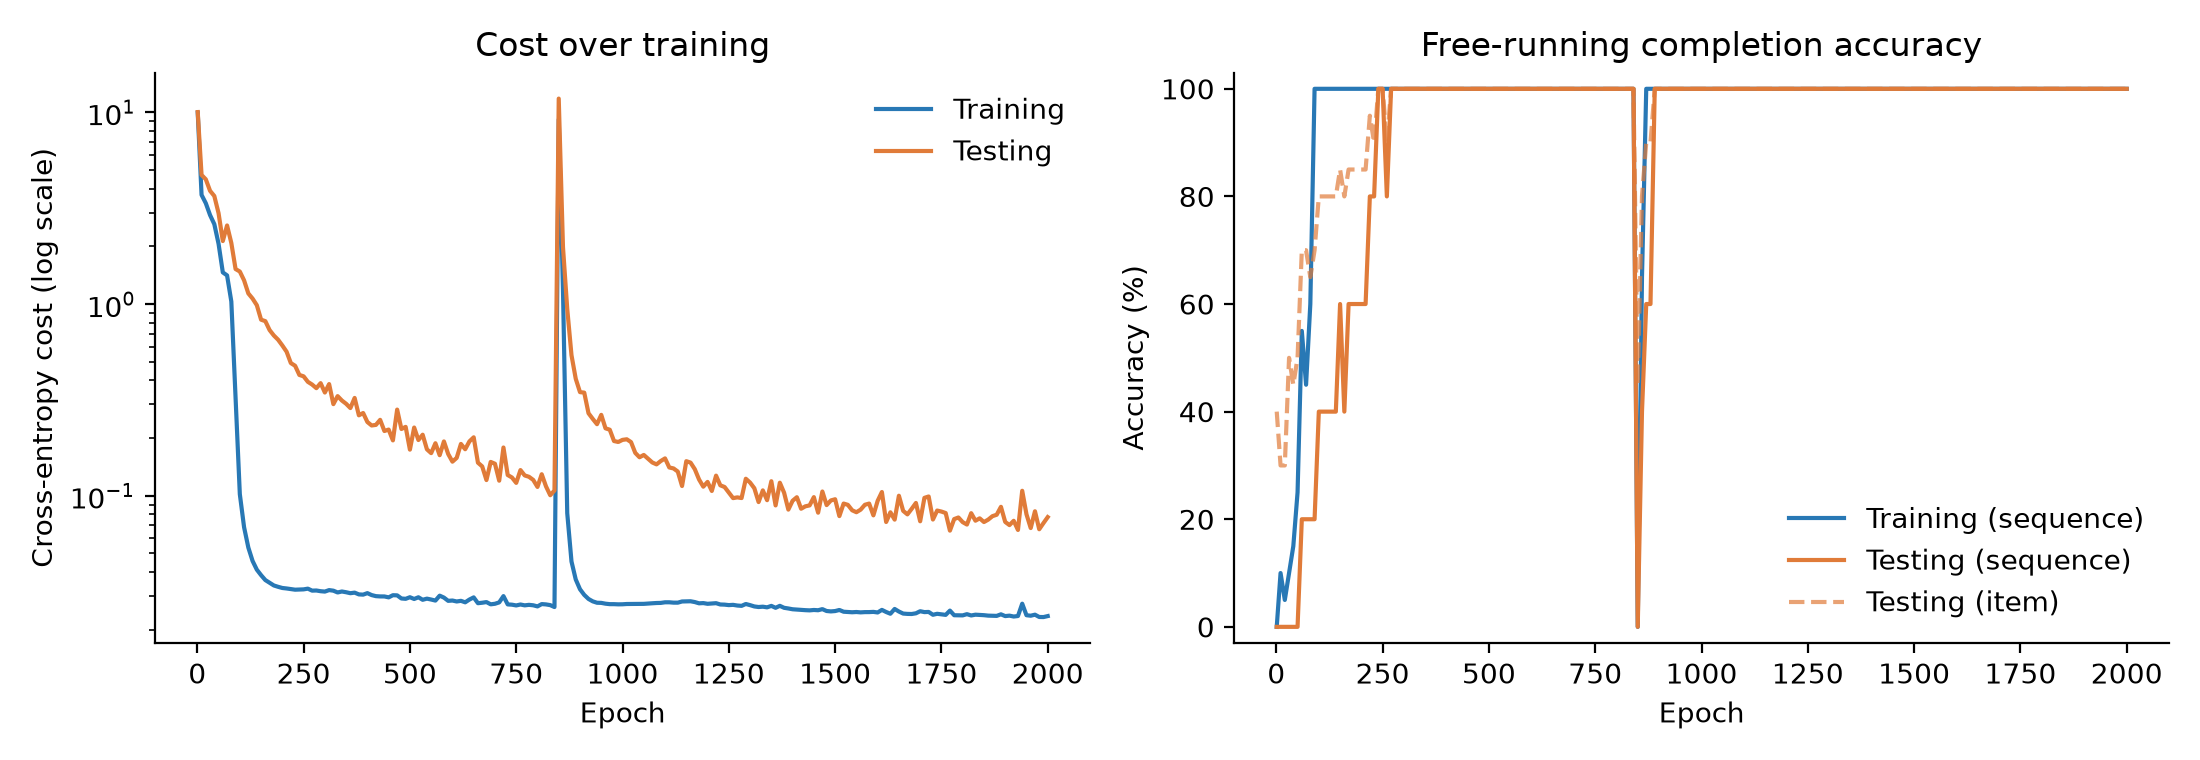 Cost over training
Cross-entropy cost (log scale)
10¹
10⁰
10⁻¹
Training
Testing
0 250 500 750 1000 1250 1500 1750 2000
Epoch
Free-running completion accuracy
Accuracy (%)
100
80
60
40
20
0
Training (sequence)
Testing (sequence)
Testing (item)
0 250 500 750 1000 1250 1500 1750 2000
Epoch